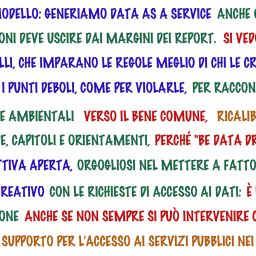 MODELLO: GENERIAMO DATA AS A SERVICE ANCHE
ONI DEVE USCIRE DAI MARGINI DEI REPORT. SI VED
LLI, CHE IMPARANO LE REGOLE MEGLIO DI CHI LE CR
I PUNTI DEBOLI, COME PER VIOLARLE, PER RACCON
E AMBIENTALI VERSO IL BENE COMUNE, RICALIB
E, CAPITOLI E ORIENTAMENTI, PERCHÉ "BE DATA DR
TTIVA APERTA, ORGOGLIOSI NEL METTERE A FATTO
CREATIVO CON LE RICHIESTE DI ACCESSO AI DATI: È
ONE ANCHE SE NON SEMPRE SI PUÒ INTERVENIRE C
SUPPORTO PER L'ACCESSO AI SERVIZI PUBBLICI NEI